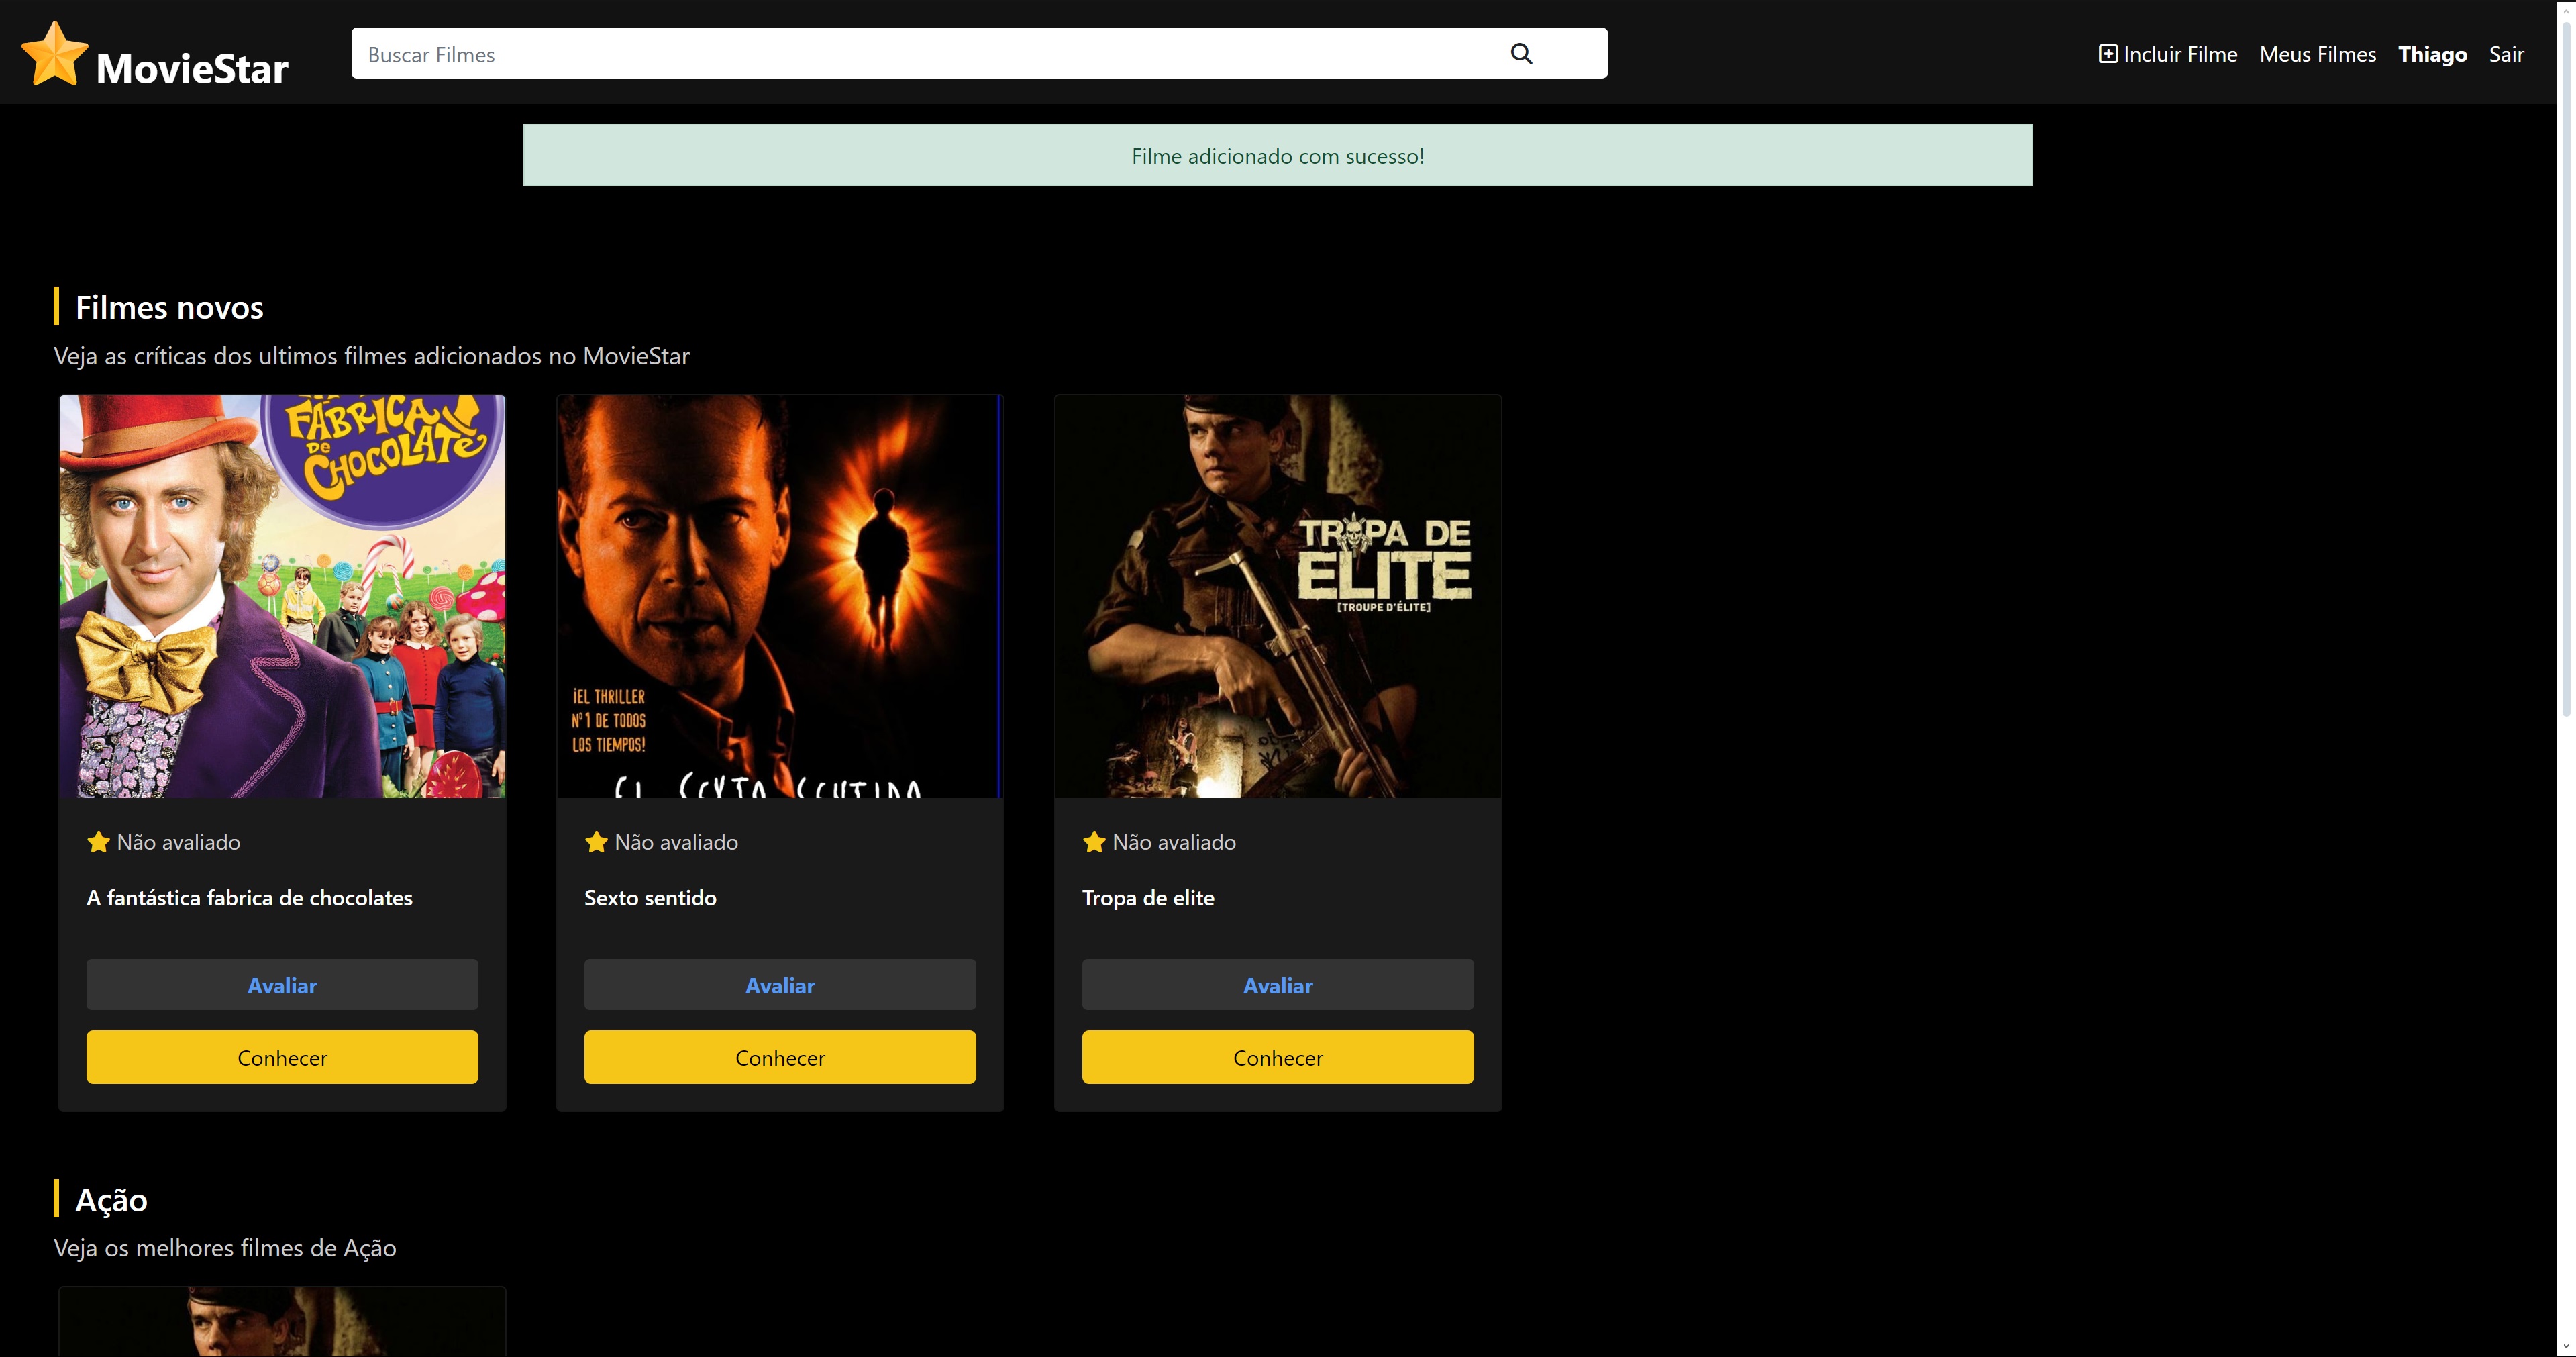 MovieStar
Buscar Filmes
Incluir Filme Meus Filmes Thiago Sair
Filme adicionado com sucesso!
Filmes novos
Veja as críticas dos ultimos filmes adicionados no MovieStar
FÁBRICA
DE
CHOCOLATE
¡EL THRILLER
Nº1 DE TODOS
LOS TIEMPOS!
EL SEXTO SENTIDO
TROPA DE
ELITE
[TROUPE D'ÉLITE]
Não avaliado
A fantástica fabrica de chocolates
Avaliar
Conhecer
Não avaliado
Sexto sentido
Avaliar
Conhecer
Não avaliado
Tropa de elite
Avaliar
Conhecer
Ação
Veja os melhores filmes de Ação